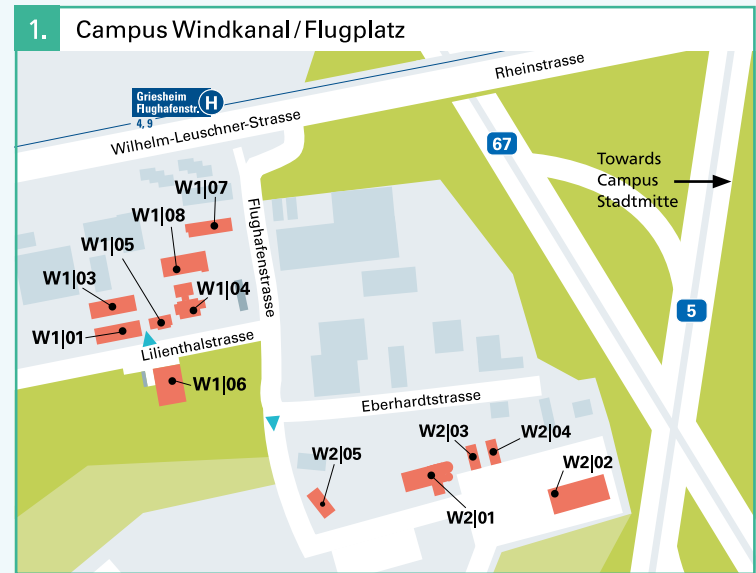 1. Campus Windkanal/Flugplatz
Rheinstrasse
Griesheim
Flughafenstr. H
4, 9
Wilhelm-Leuschner-Strasse
67
Towards
Campus
Stadtmitte
W1|07
W1|08
Flughafenstrasse
W1|05
W1|03
W1|04
5
W1|01
Lilienthalstrasse
W1|06
Eberhardtstrasse
W2|03
W2|04
W2|05
W2|02
W2|01